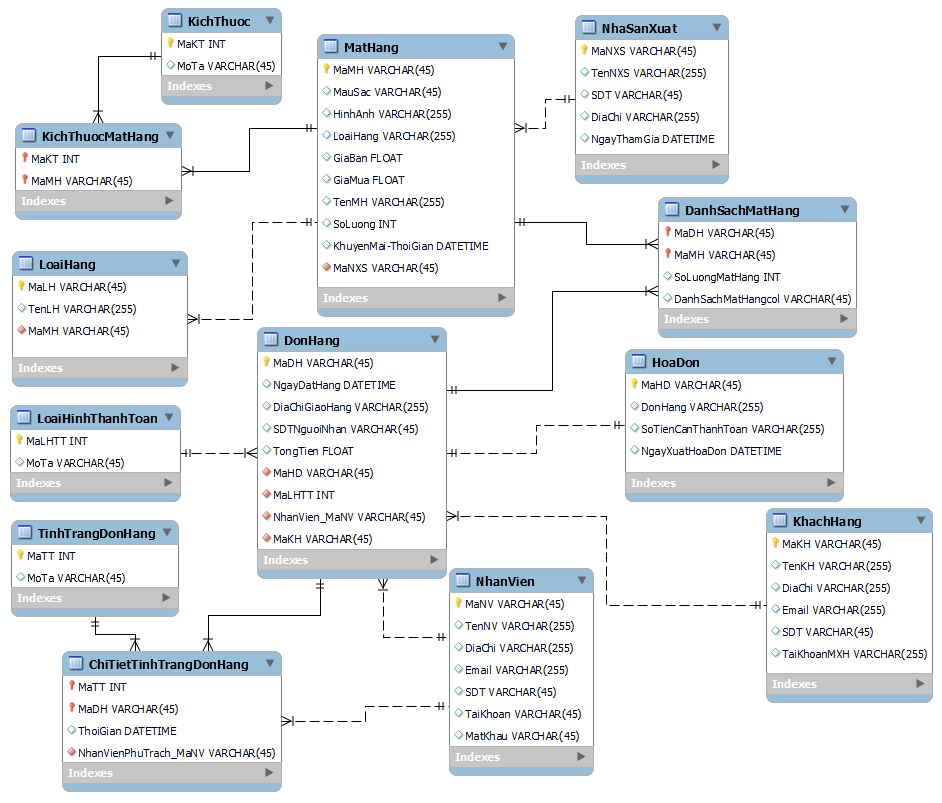 KichThuoc
MaKT INT
MoTa VARCHAR(45)
Indexes
KichThuocMatHang
MaKT INT
MaMH VARCHAR(45)
Indexes
MatHang
MaMH VARCHAR(45)
MauSac VARCHAR(45)
HinhAnh VARCHAR(255)
LoaiHang VARCHAR(255)
GiaBan FLOAT
GiaMua FLOAT
TenMH VARCHAR(255)
SoLuong INT
KhuyenMai-ThoiGian DATETIME
MaNXS VARCHAR(45)
Indexes
NhaSanXuat
MaNXS VARCHAR(45)
TenNXS VARCHAR(255)
SDT VARCHAR(45)
DiaChi VARCHAR(255)
NgayThamGia DATETIME
Indexes
DanhSachMatHang
MaDH VARCHAR(45)
MaMH VARCHAR(45)
SoLuongMatHang INT
DanhSachMatHangcol VARCHAR(45)
Indexes
LoaiHang
MaLH VARCHAR(45)
TenLH VARCHAR(255)
MaMH VARCHAR(45)
Indexes
DonHang
MaDH VARCHAR(45)
NgayDatHang DATETIME
DiaChiGiaoHang VARCHAR(255)
SDTNguoiNhan VARCHAR(45)
TongTien FLOAT
MaHD VARCHAR(45)
MaLHTT INT
NhanVien_MaNV VARCHAR(45)
MaKH VARCHAR(45)
Indexes
HoaDon
MaHD VARCHAR(45)
DonHang VARCHAR(255)
SoTienCanThanhToan VARCHAR(255)
NgayXuatHoaDon DATETIME
Indexes
LoaiHinhThanhToan
MaLHTT INT
MoTa VARCHAR(45)
Indexes
TinhTrangDonHang
MaTT INT
MoTa VARCHAR(45)
Indexes
KhachHang
MaKH VARCHAR(45)
TenKH VARCHAR(255)
DiaChi VARCHAR(255)
Email VARCHAR(255)
SDT VARCHAR(45)
TaiKhoanMXH VARCHAR(255)
Indexes
NhanVien
MaNV VARCHAR(45)
TenNV VARCHAR(255)
DiaChi VARCHAR(255)
Email VARCHAR(255)
SDT VARCHAR(45)
TaiKhoan VARCHAR(45)
MatKhau VARCHAR(45)
Indexes
ChiTietTinhTrangDonHang
MaTT INT
MaDH VARCHAR(45)
ThoiGian DATETIME
NhanVienPhuTrach_MaNV VARCHAR(45)
Indexes